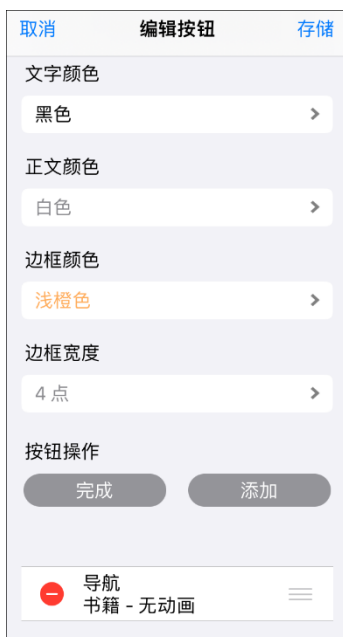 取消 编辑按钮 存储
文字颜色
黑色
正文颜色
白色
边框颜色
浅橙色
边框宽度
4 点
按钮操作
完成 添加
导航
书籍 - 无动画